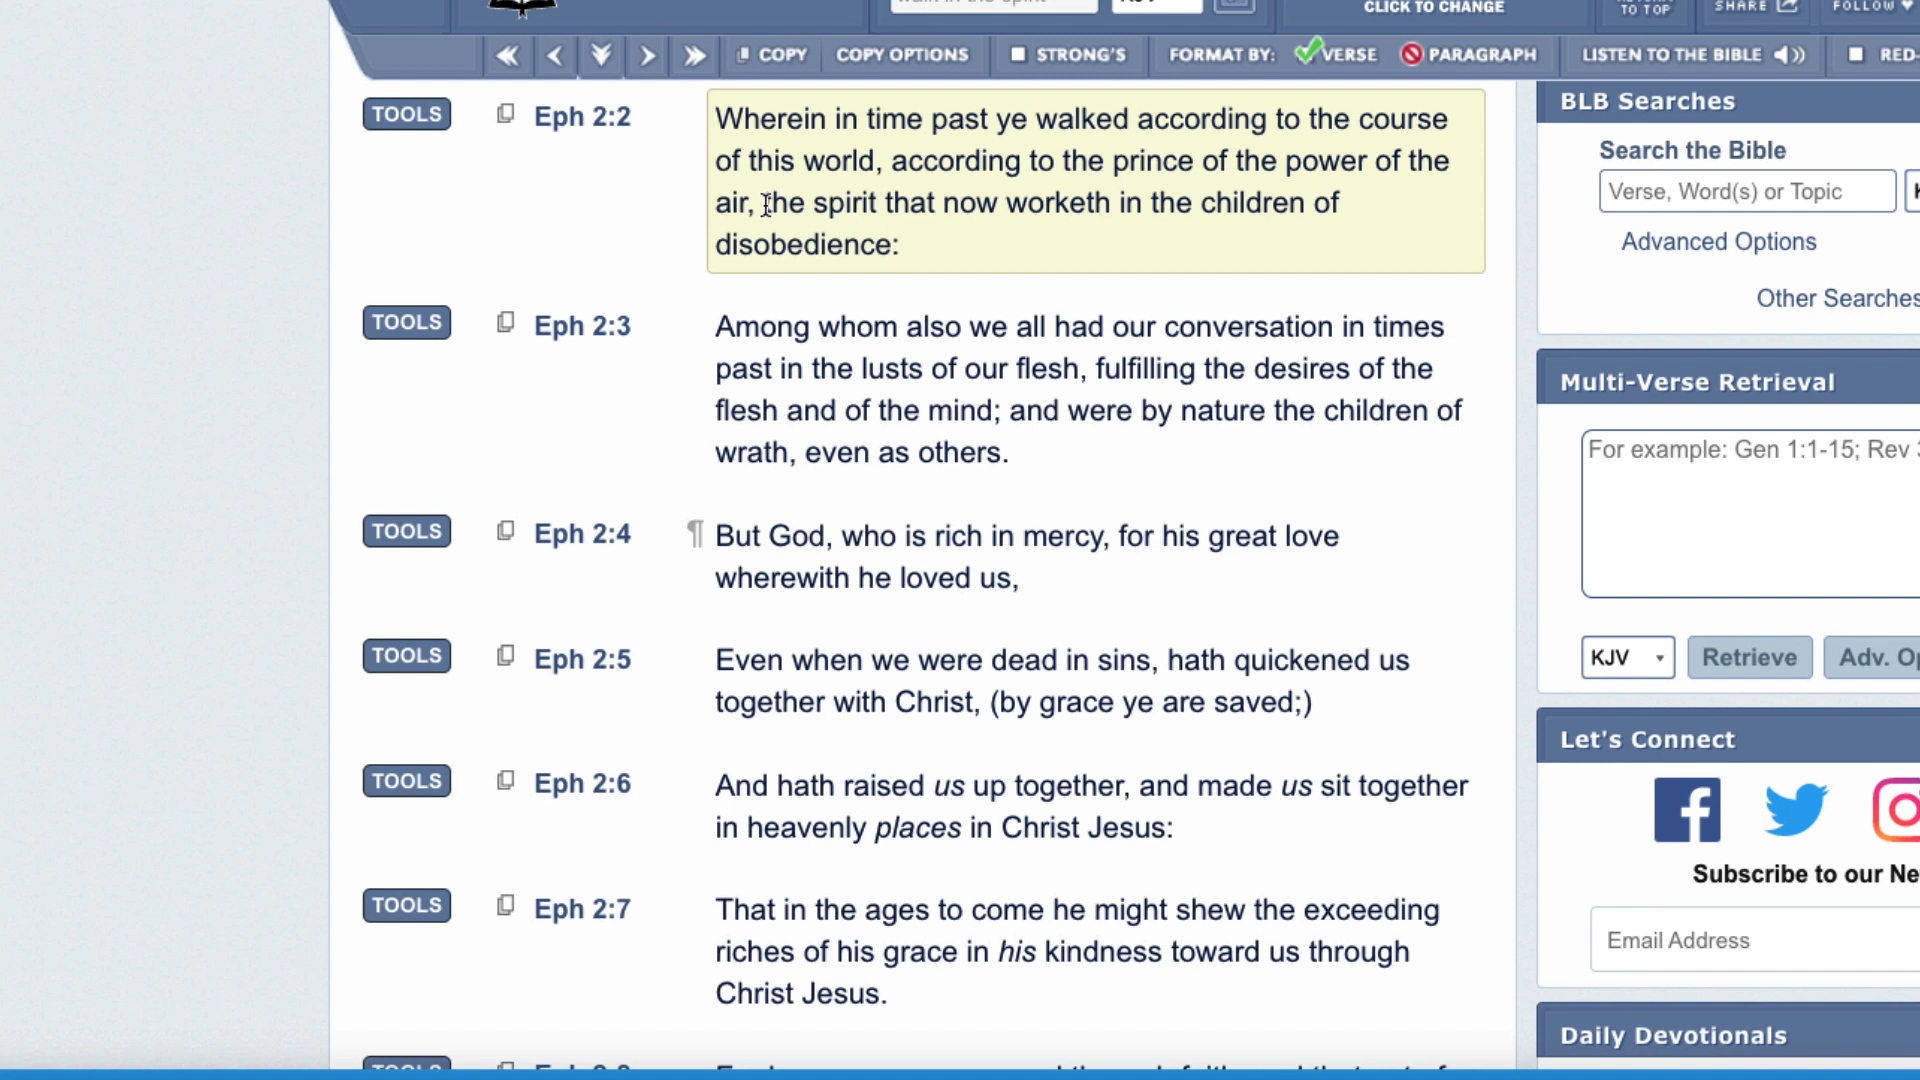 CLICK TO CHANGE
TO TOP
SHARE
FOLLOW
COPY
COPY OPTIONS
STRONG'S
FORMAT BY:
VERSE
PARAGRAPH
LISTEN TO THE BIBLE
RED-
TOOLS
Eph 2:2
Wherein in time past ye walked according to the course
of this world, according to the prince of the power of the
air, the spirit that now worketh in the children of
disobedience:
TOOLS
Eph 2:3
Among whom also we all had our conversation in times
past in the lusts of our flesh, fulfilling the desires of the
flesh and of the mind; and were by nature the children of
wrath, even as others.
TOOLS
Eph 2:4
¶ But God, who is rich in mercy, for his great love
wherewith he loved us,
TOOLS
Eph 2:5
Even when we were dead in sins, hath quickened us
together with Christ, (by grace ye are saved;)
TOOLS
Eph 2:6
And hath raised us up together, and made us sit together
in heavenly places in Christ Jesus:
TOOLS
Eph 2:7
That in the ages to come he might shew the exceeding
riches of his grace in his kindness toward us through
Christ Jesus.
BLB Searches
Search the Bible
Verse, Word(s) or Topic
Advanced Options
Other Searches
Multi-Verse Retrieval
For example: Gen 1:1-15; Rev
KJV
Retrieve
Adv. Op
Let's Connect
Subscribe to our Ne
Email Address
Daily Devotionals